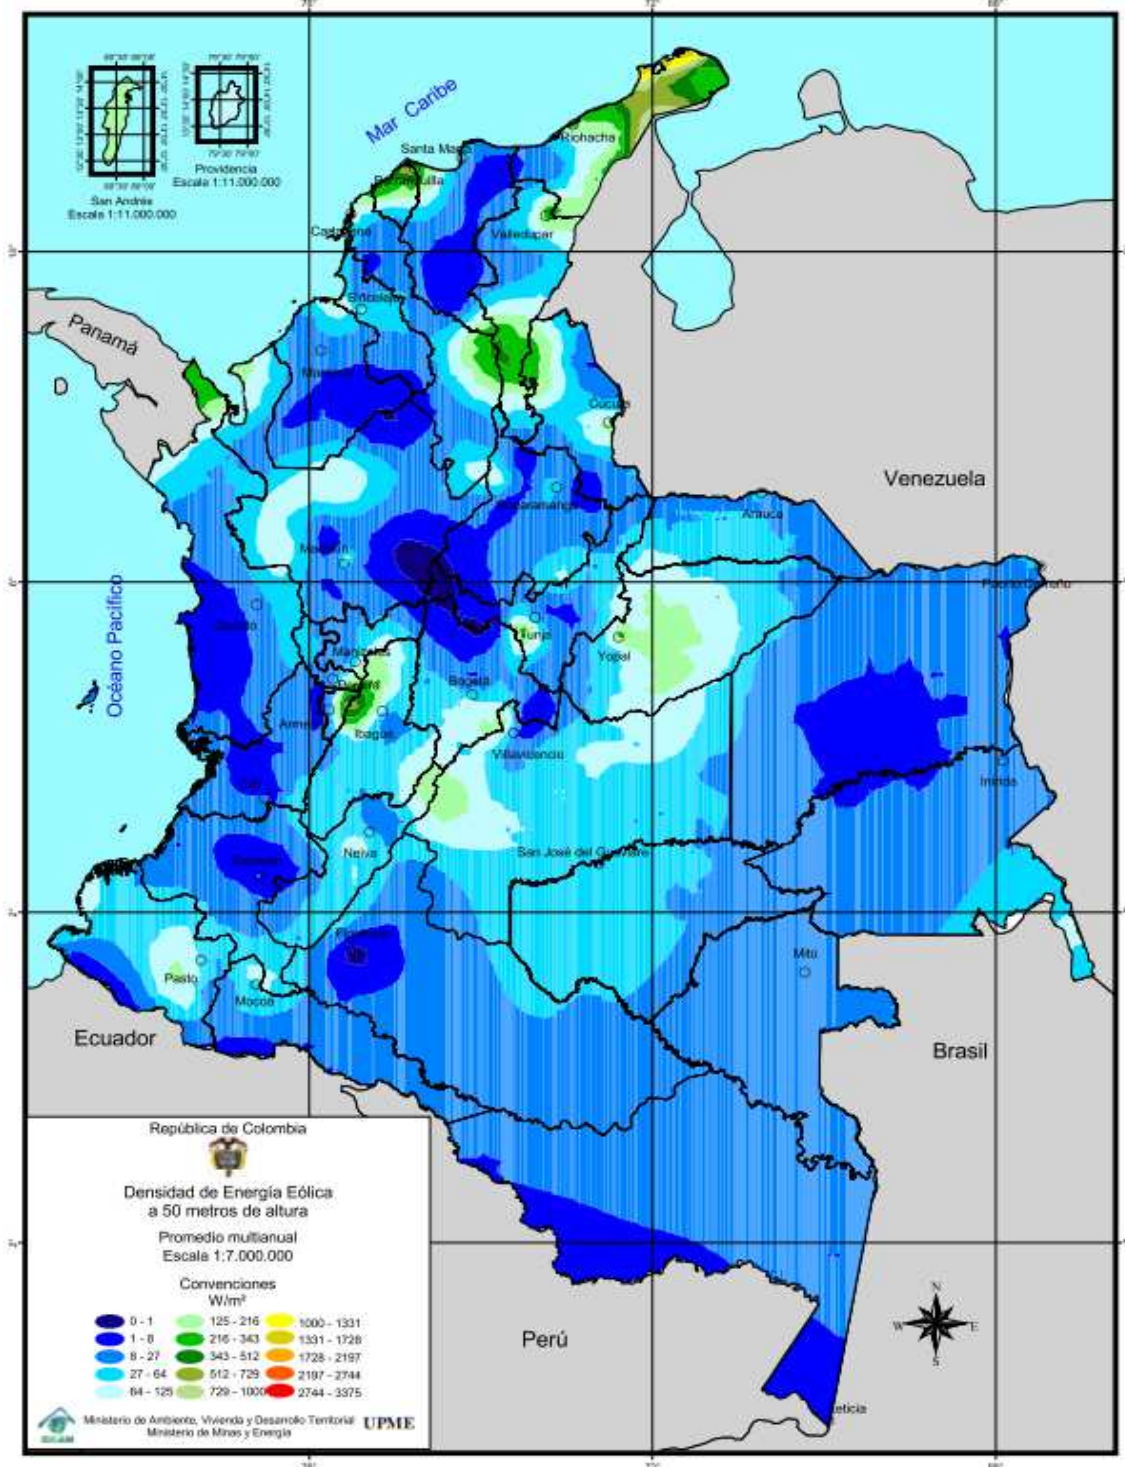 Mar Caribe
Riohacha
Santa Marta
Barranquilla
Providencia
Escala 1:11.000.000
San Andrés
Escala 1:11.000.000
Cartagena
Valledupar
Sincelejo
Panamá
Cúcuta
Venezuela
Bucaramanga
Arauca
Medellín
Puerto Carreño
Océano Pacífico
Quibdó
Tunja
Yopal
Manizales
Pereira
Bogotá
Ibagué
Villavicencio
Inírida
Cali
Neiva
San José del Guaviare
Popayán
Florencia
Mitú
Pasto
Mocoa
Ecuador
Brasil
República de Colombia
Densidad de Energía Eólica
a 50 metros de altura
Promedio multianual
Escala 1:7.000.000
Convenciones
W/m²
0 - 1 125 - 216 1000 - 1331
1 - 8 216 - 343 1331 - 1728
8 - 27 343 - 512 1728 - 2197
27 - 64 512 - 729 2197 - 2744
64 - 125 729 - 1000 2744 - 3375
Perú
N
W E
S
Ministerio de Ambiente, Vivienda y Desarrollo Territorial UPME
Ministerio de Minas y Energía
IDEAM
Leticia